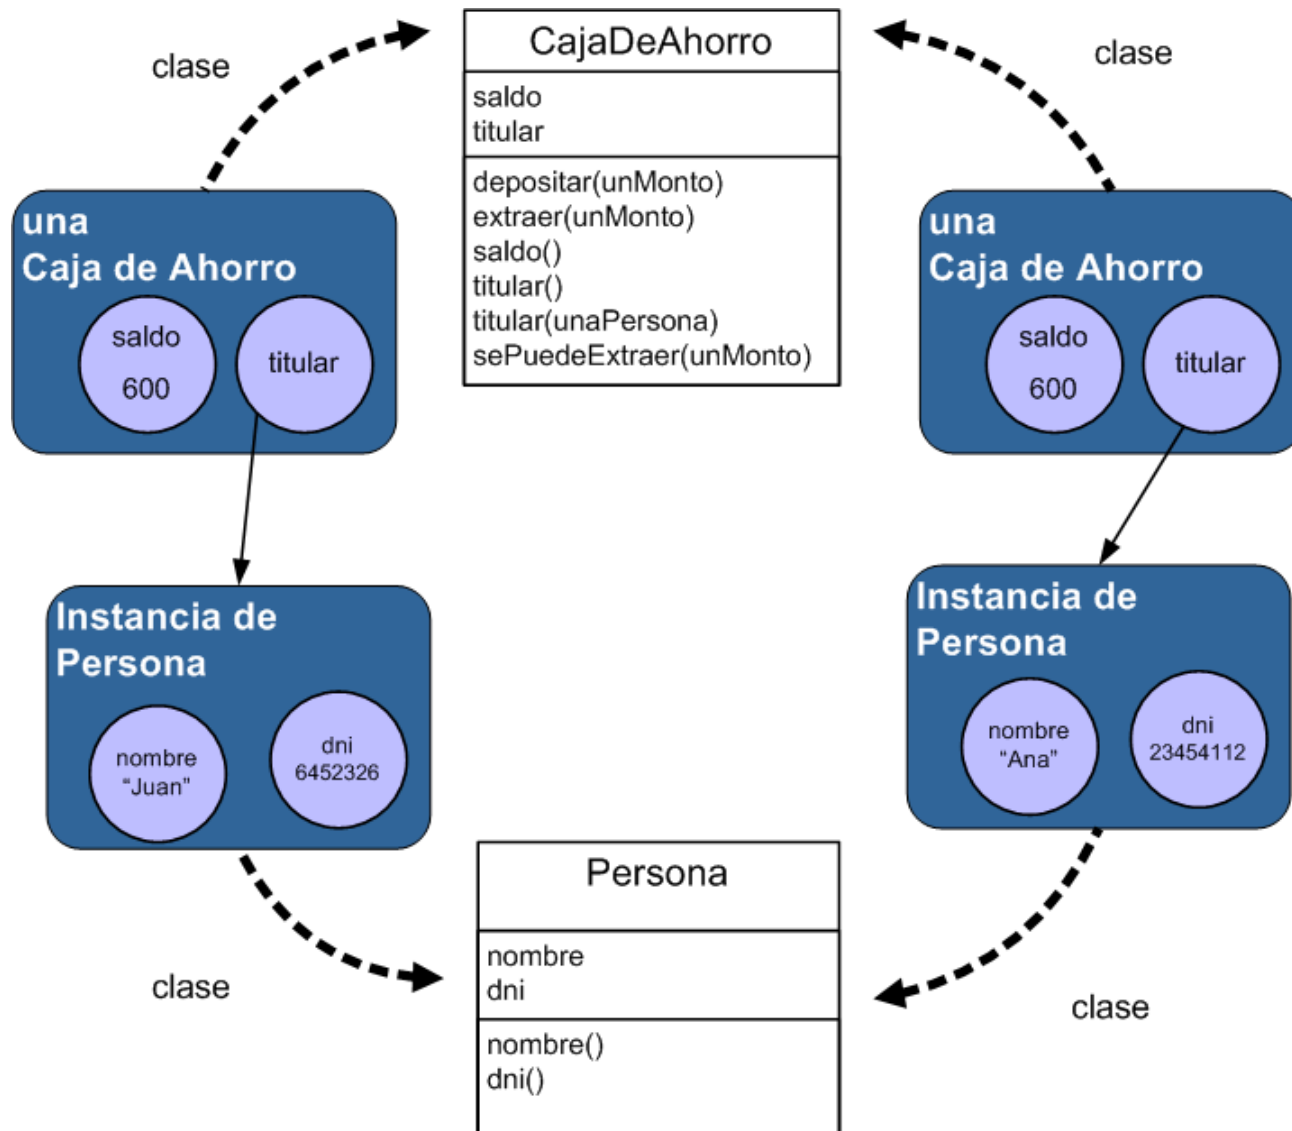 clase
CajaDeAhorro
clase
saldo
titular
depositar(unMonto)
extraer(unMonto)
saldo()
titular()
titular(unaPersona)
sePuedeExtraer(unMonto)
una
Caja de Ahorro
saldo
600
titular
una
Caja de Ahorro
saldo
600
titular
Instancia de
Persona
nombre
“Juan”
dni
6452326
Instancia de
Persona
nombre
“Ana”
dni
23454112
clase
Persona
nombre
dni
nombre()
dni()
clase